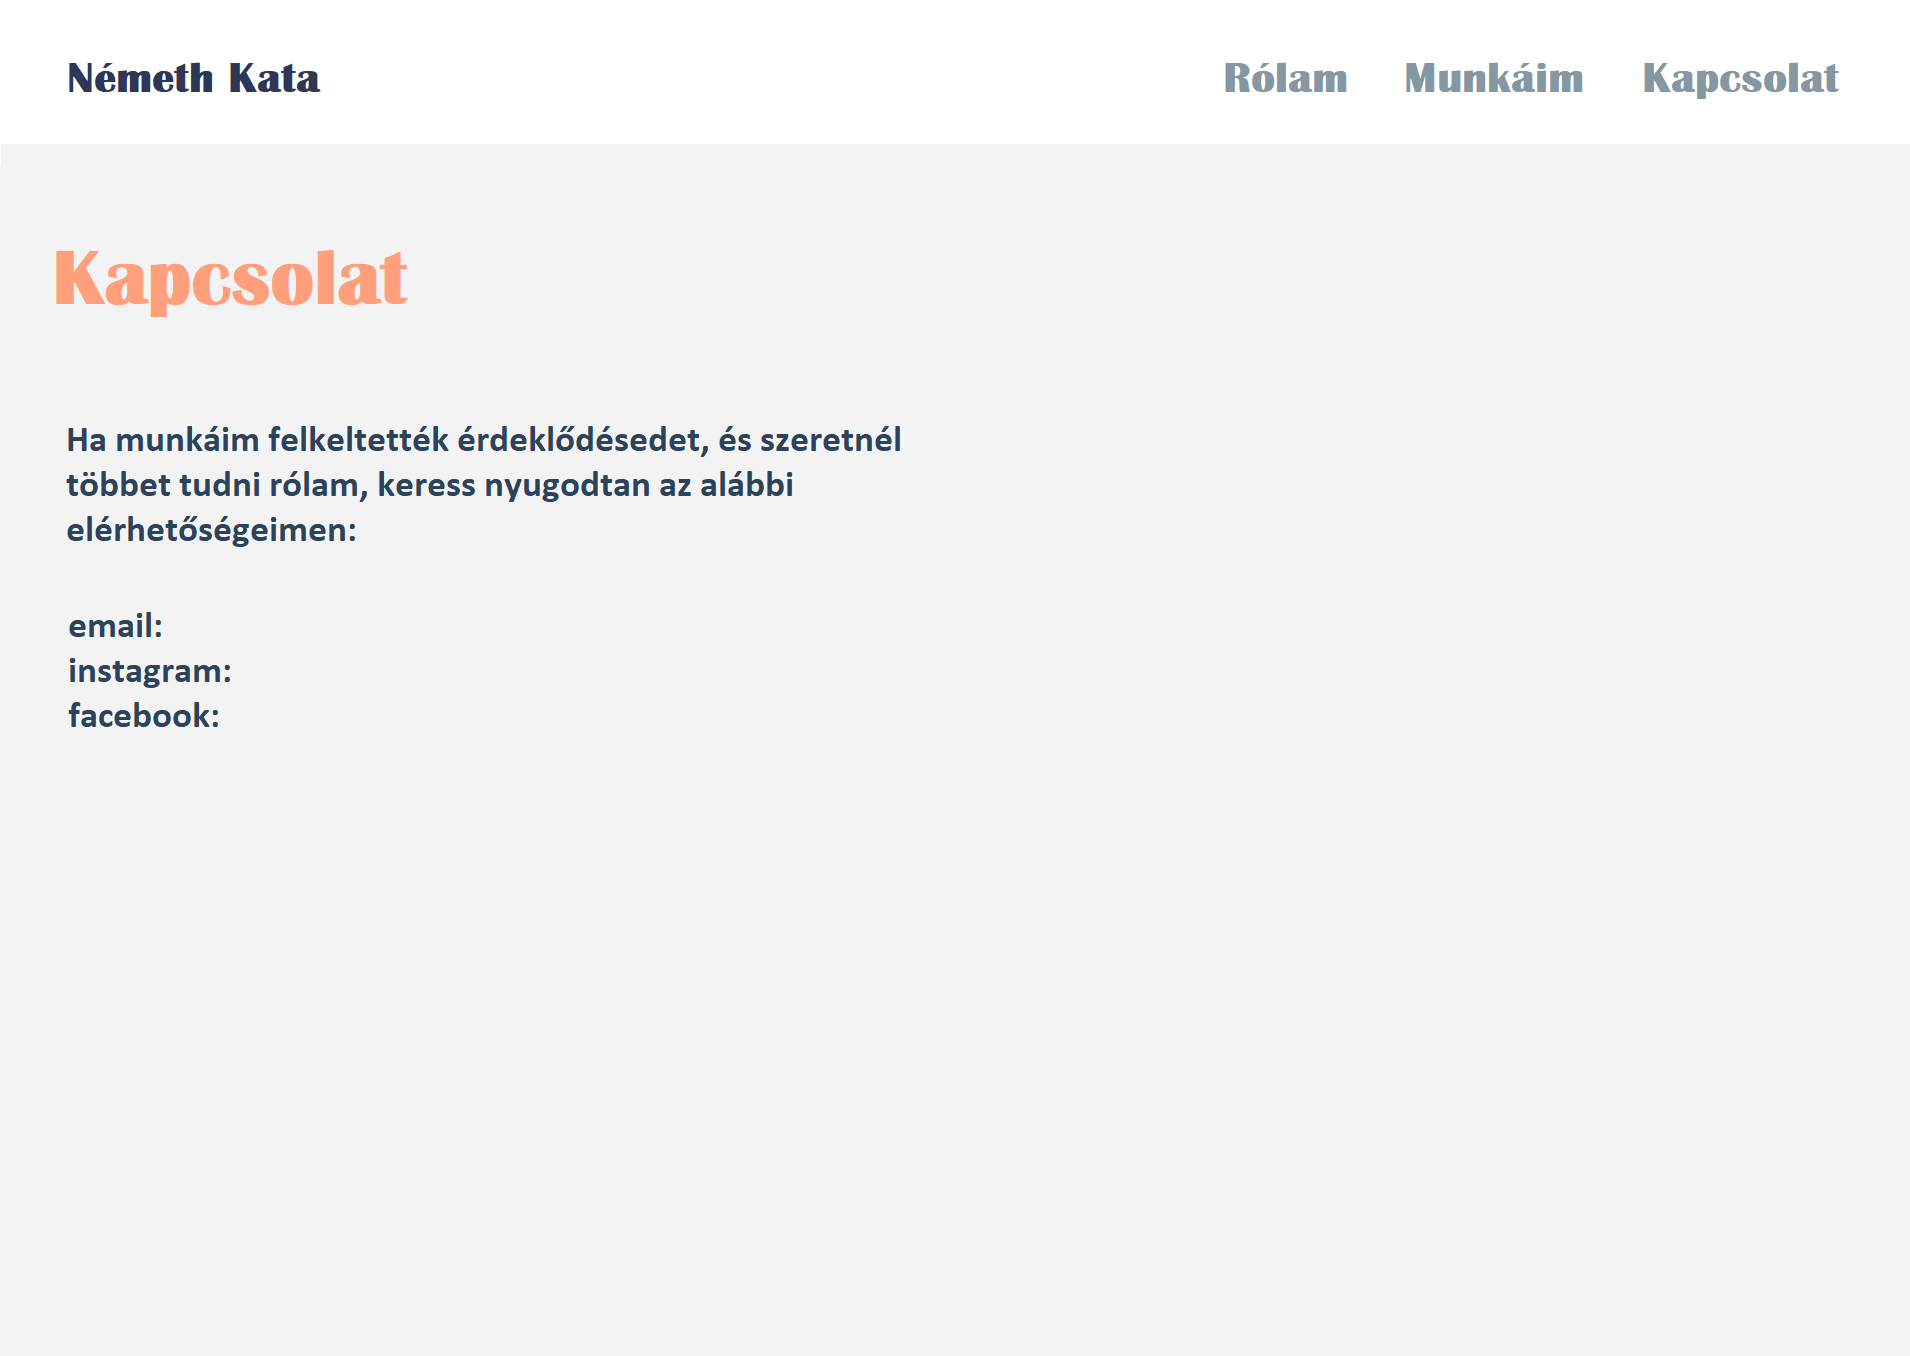 Németh Kata
Rólam Munkáim Kapcsolat
Kapcsolat
Ha munkáim felkeltették érdeklődésedet, és szeretnél
többet tudni rólam, keress nyugodtan az alábbi
elérhetőségeimen:
email:
instagram:
facebook: